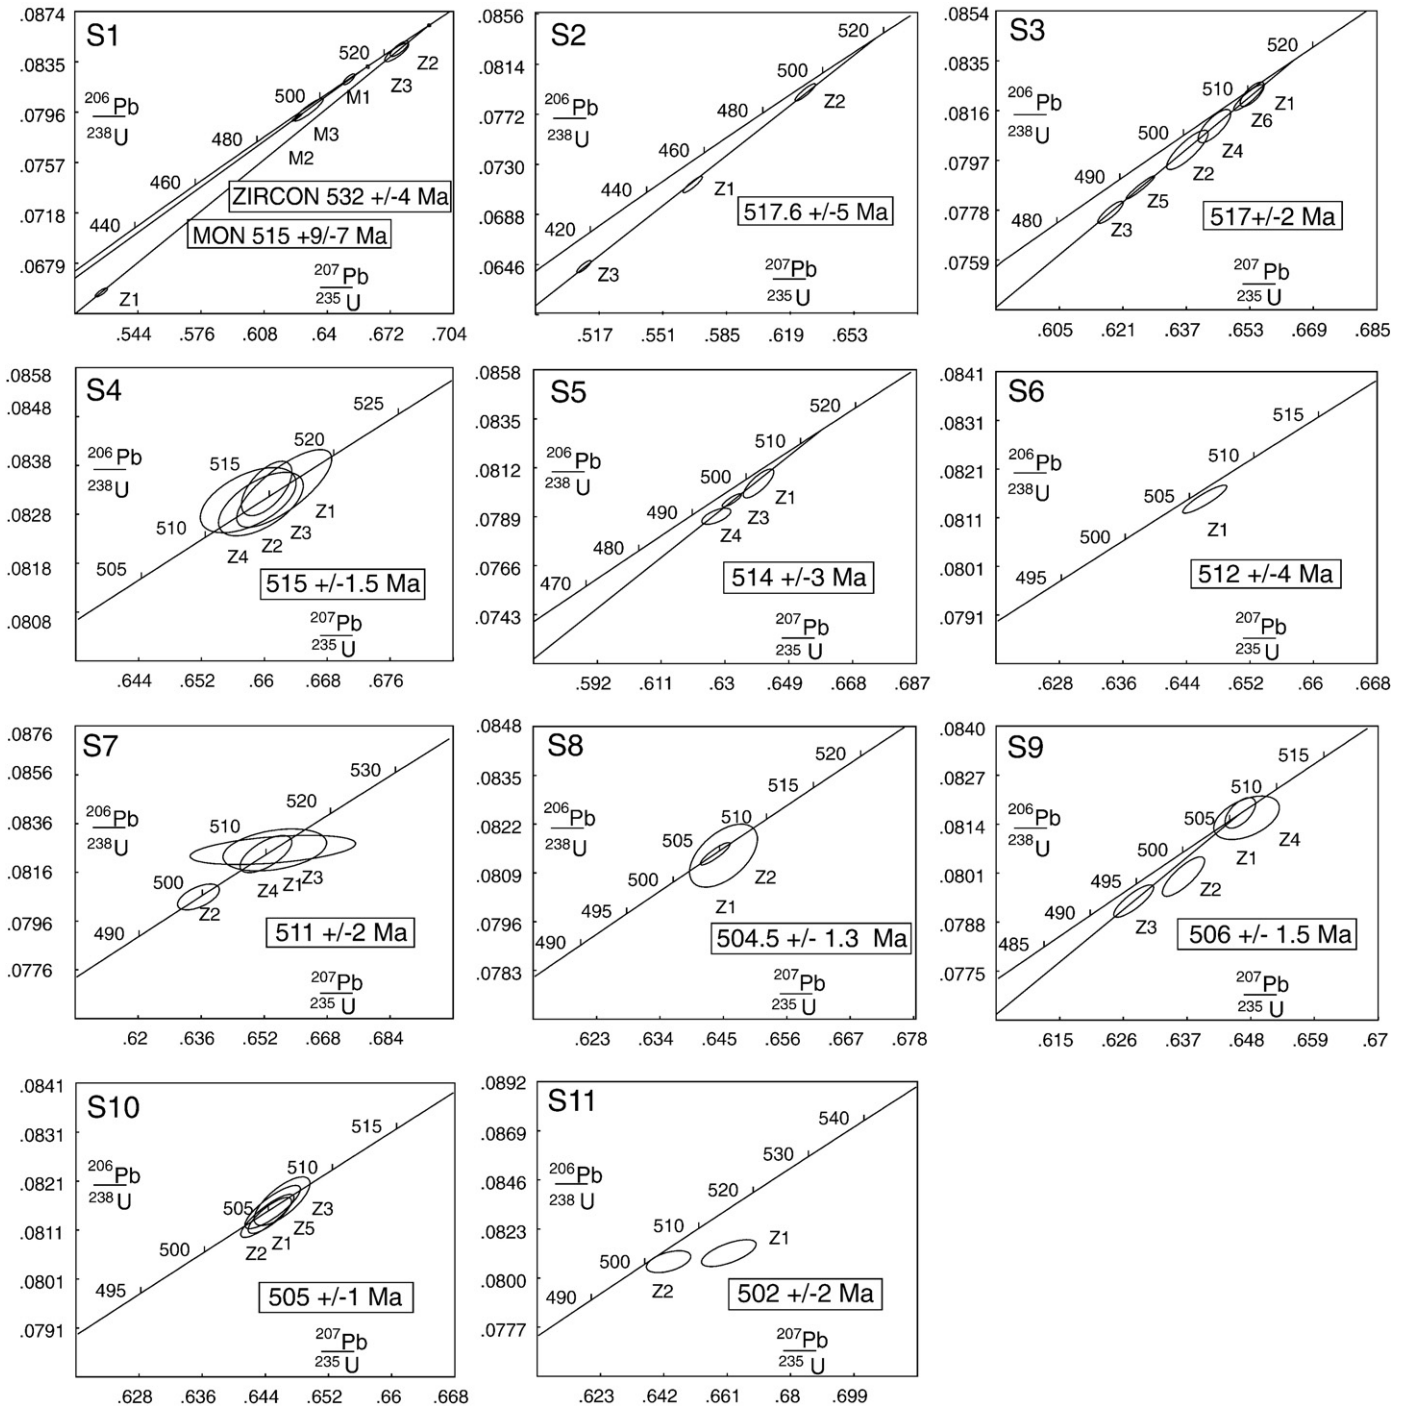 S1
.0874
.0835
.0796
.0757
.0718
.0679
206Pb
238U
520
500
480
460
440
Z2
Z3
M1
M3
M2
Z1
ZIRCON 532 +/-4 Ma
MON 515 +9/-7 Ma
207Pb
235U
.544 .576 .608 .64 .672 .704
S2
.0856
.0814
.0772
.0730
.0688
.0646
206Pb
238U
520
500
480
460
440
420
Z2
Z1
Z3
517.6 +/-5 Ma
207Pb
235U
.517 .551 .585 .619 .653
S3
.0854
.0835
.0816
.0797
.0778
.0759
206Pb
238U
520
510
500
490
480
Z1
Z6
Z4
Z2
Z5
Z3
517+/-2 Ma
207Pb
235U
.605 .621 .637 .653 .669 .685
S4
.0858
.0848
.0838
.0828
.0818
.0808
206Pb
238U
525
520
515
510
505
Z1
Z3
Z2
Z4
515 +/-1.5 Ma
207Pb
235U
.644 .652 .66 .668 .676
S5
.0858
.0835
.0812
.0789
.0766
.0743
206Pb
238U
520
510
500
490
480
470
Z1
Z3
Z4
514 +/-3 Ma
207Pb
235U
.592 .611 .63 .649 .668 .687
S6
.0841
.0831
.0821
.0811
.0801
.0791
206Pb
238U
515
510
505
500
495
Z1
512 +/-4 Ma
207Pb
235U
.628 .636 .644 .652 .66 .668
S7
.0876
.0856
.0836
.0816
.0796
.0776
206Pb
238U
530
520
510
500
490
Z4 Z1 Z3
Z2
511 +/-2 Ma
207Pb
235U
.62 .636 .652 .668 .684
S8
.0848
.0835
.0822
.0809
.0796
.0783
206Pb
238U
520
515
510
505
500
495
490
Z2
Z1
504.5 +/- 1.3 Ma
207Pb
235U
.623 .634 .645 .656 .667 .678
S9
.0840
.0827
.0814
.0801
.0788
.0775
206Pb
238U
515
510
505
500
495
490
485
Z4
Z1
Z2
Z3
506 +/- 1.5 Ma
207Pb
235U
.615 .626 .637 .648 .659 .67
S10
.0841
.0831
.0821
.0811
.0801
.0791
206Pb
238U
515
510
505
500
495
Z3
Z5
Z1
Z2
505 +/-1 Ma
207Pb
235U
.628 .636 .644 .652 .66 .668
S11
.0892
.0869
.0846
.0823
.0800
.0777
206Pb
238U
540
530
520
510
500
490
Z1
Z2
502 +/-2 Ma
207Pb
235U
.623 .642 .661 .68 .699